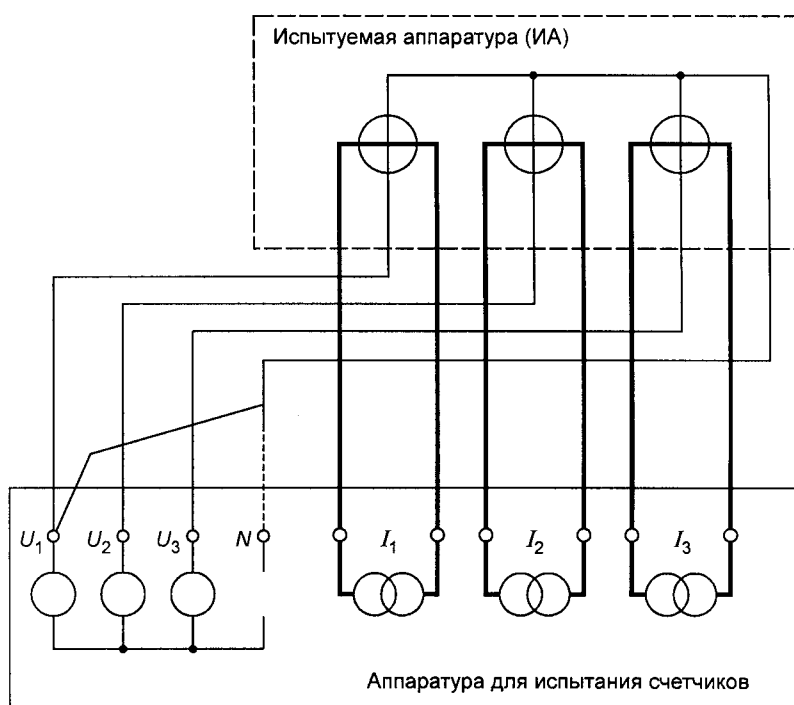 Испытуемая аппаратура (ИА)
U1 U2 U3 N I1 I2 I3
Аппаратура для испытания счетчиков